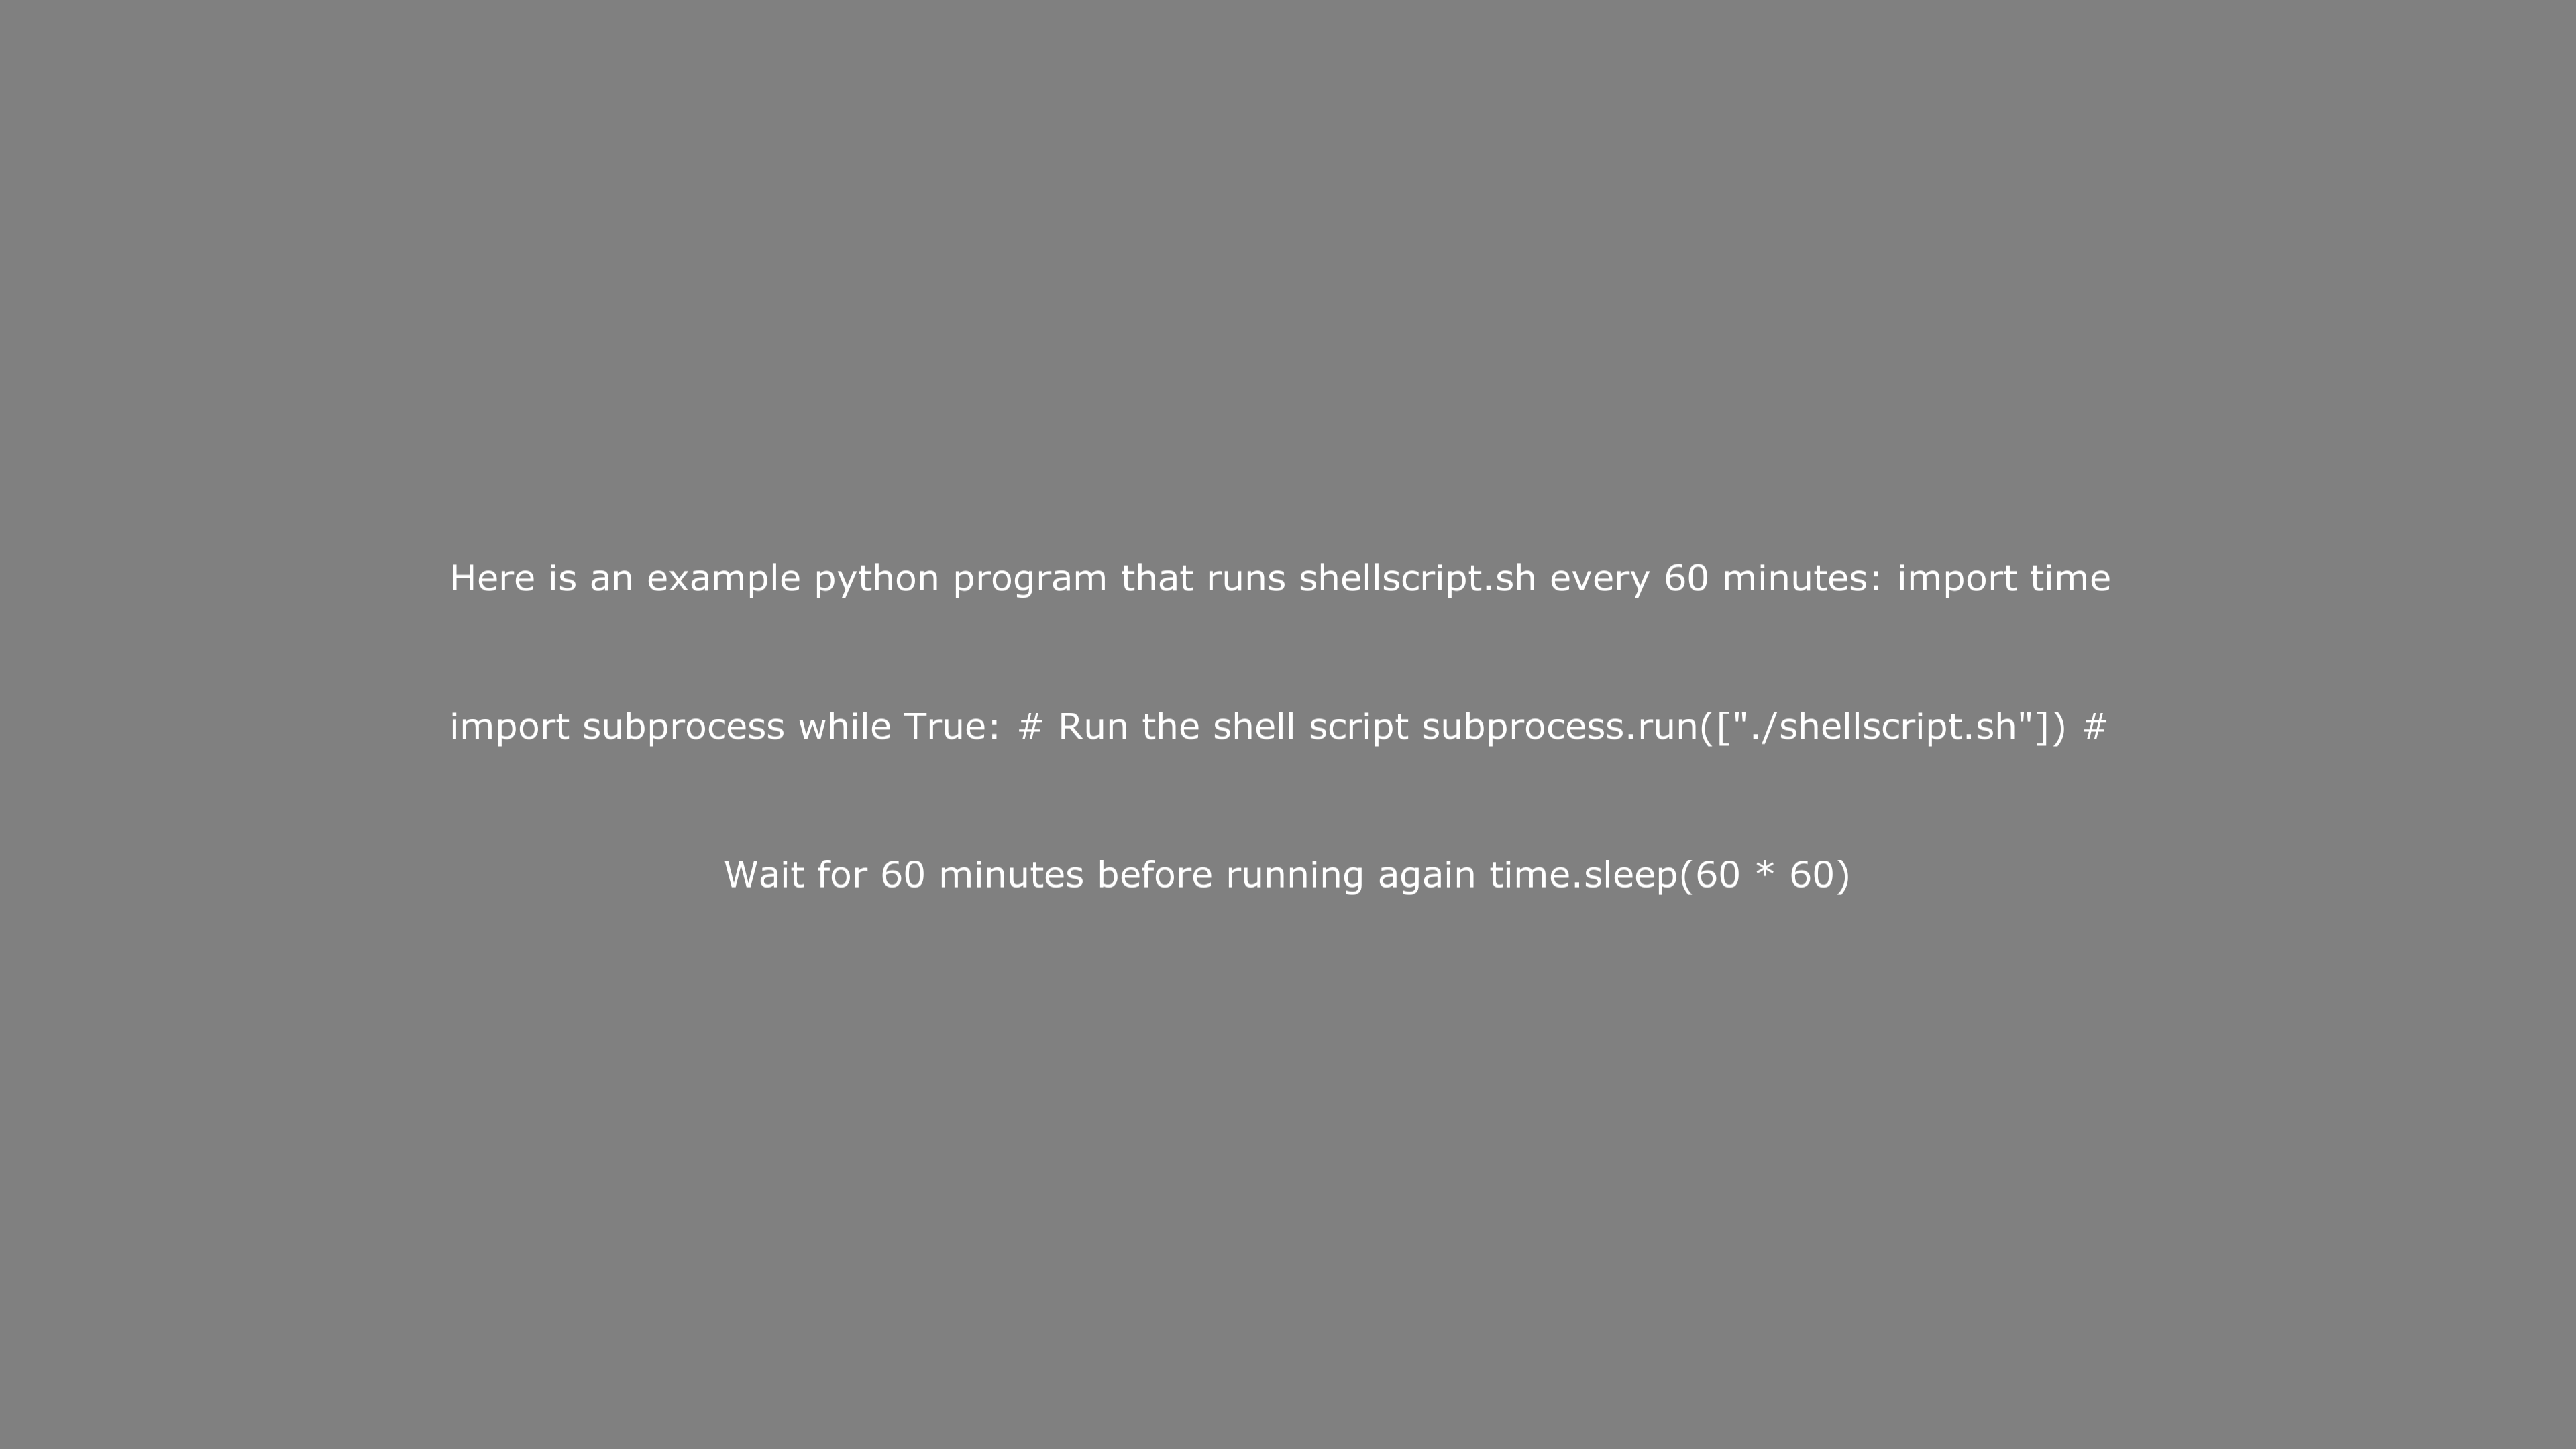 Here is an example python program that runs shellscript.sh every 60 minutes: import time
import subprocess while True: # Run the shell script subprocess.run(["./shellscript.sh"]) #
Wait for 60 minutes before running again time.sleep(60 * 60)